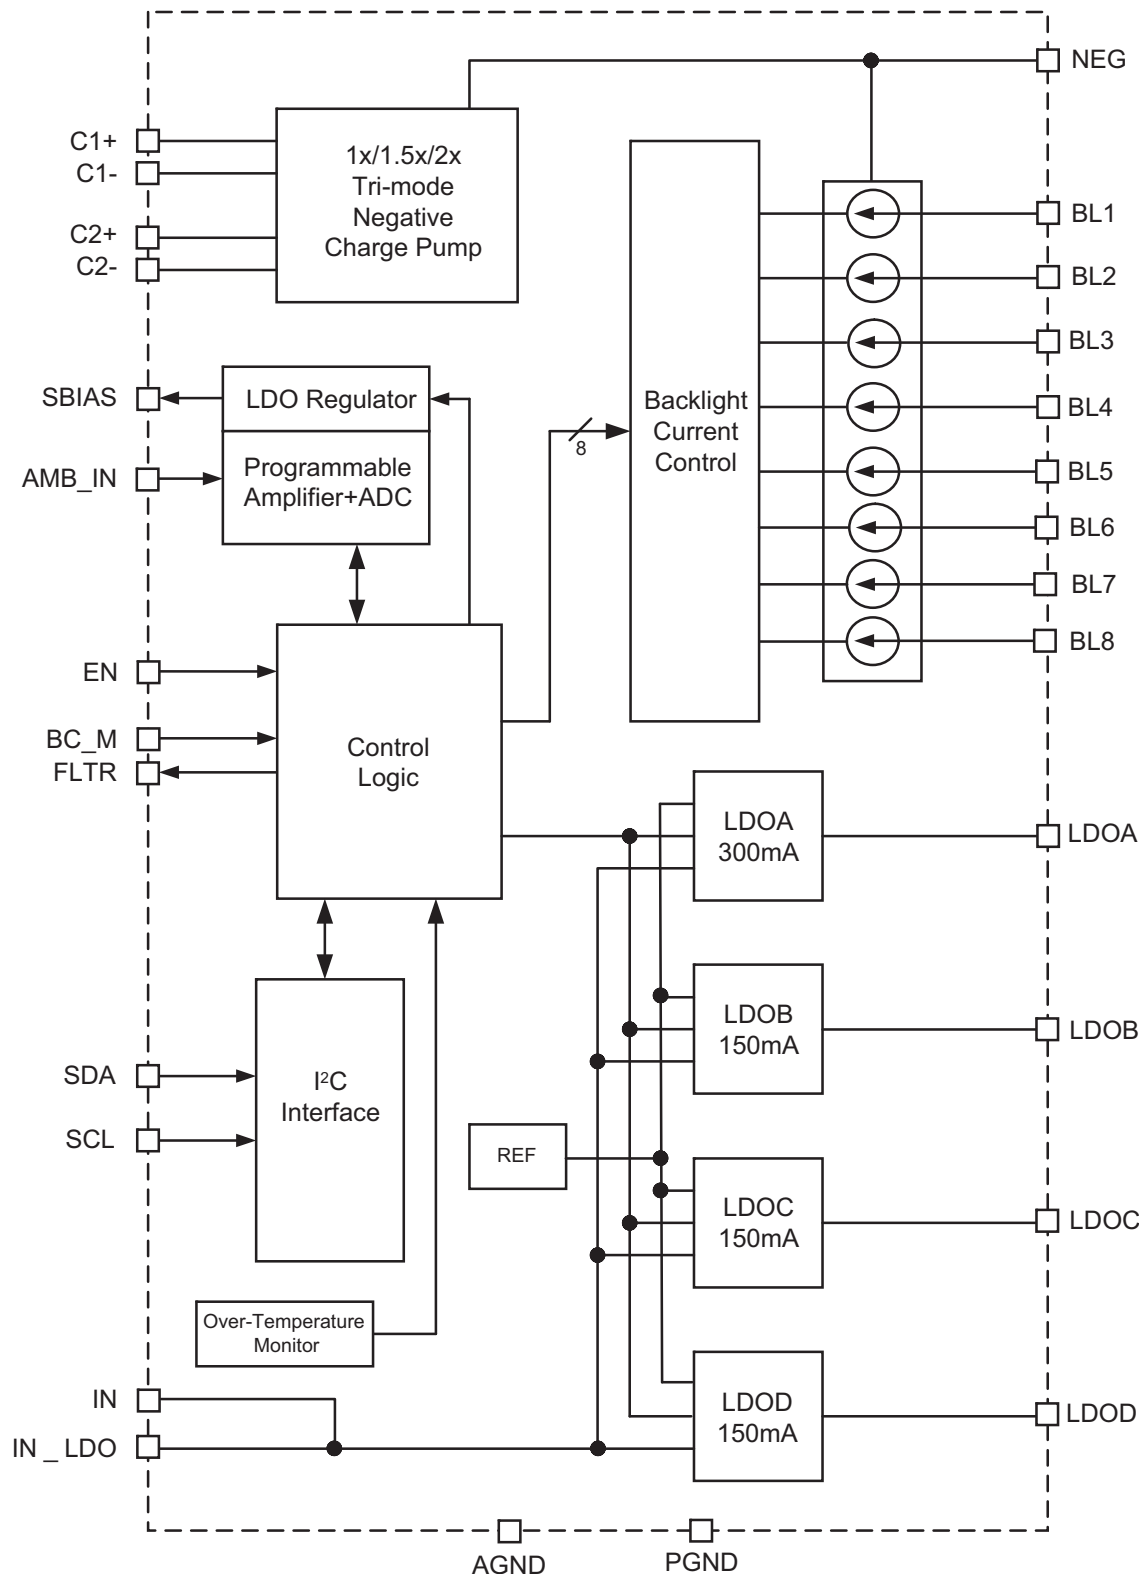 NEG
C1+
C1-
C2+
C2-
1x/1.5x/2x
Tri-mode
Negative
Charge Pump
BL1
BL2
BL3
BL4
BL5
BL6
BL7
BL8
SBIAS
AMB_IN
LDO Regulator
Programmable
Amplifier+ADC
8
Backlight
Current
Control
EN
BC_M
FLTR
Control
Logic
LDOA
300mA
LDOA
LDOB
150mA
LDOB
SDA
SCL
I²C
Interface
REF
LDOC
150mA
LDOC
Over-Temperature
Monitor
IN
IN _ LDO
LDOD
150mA
LDOD
AGND
PGND